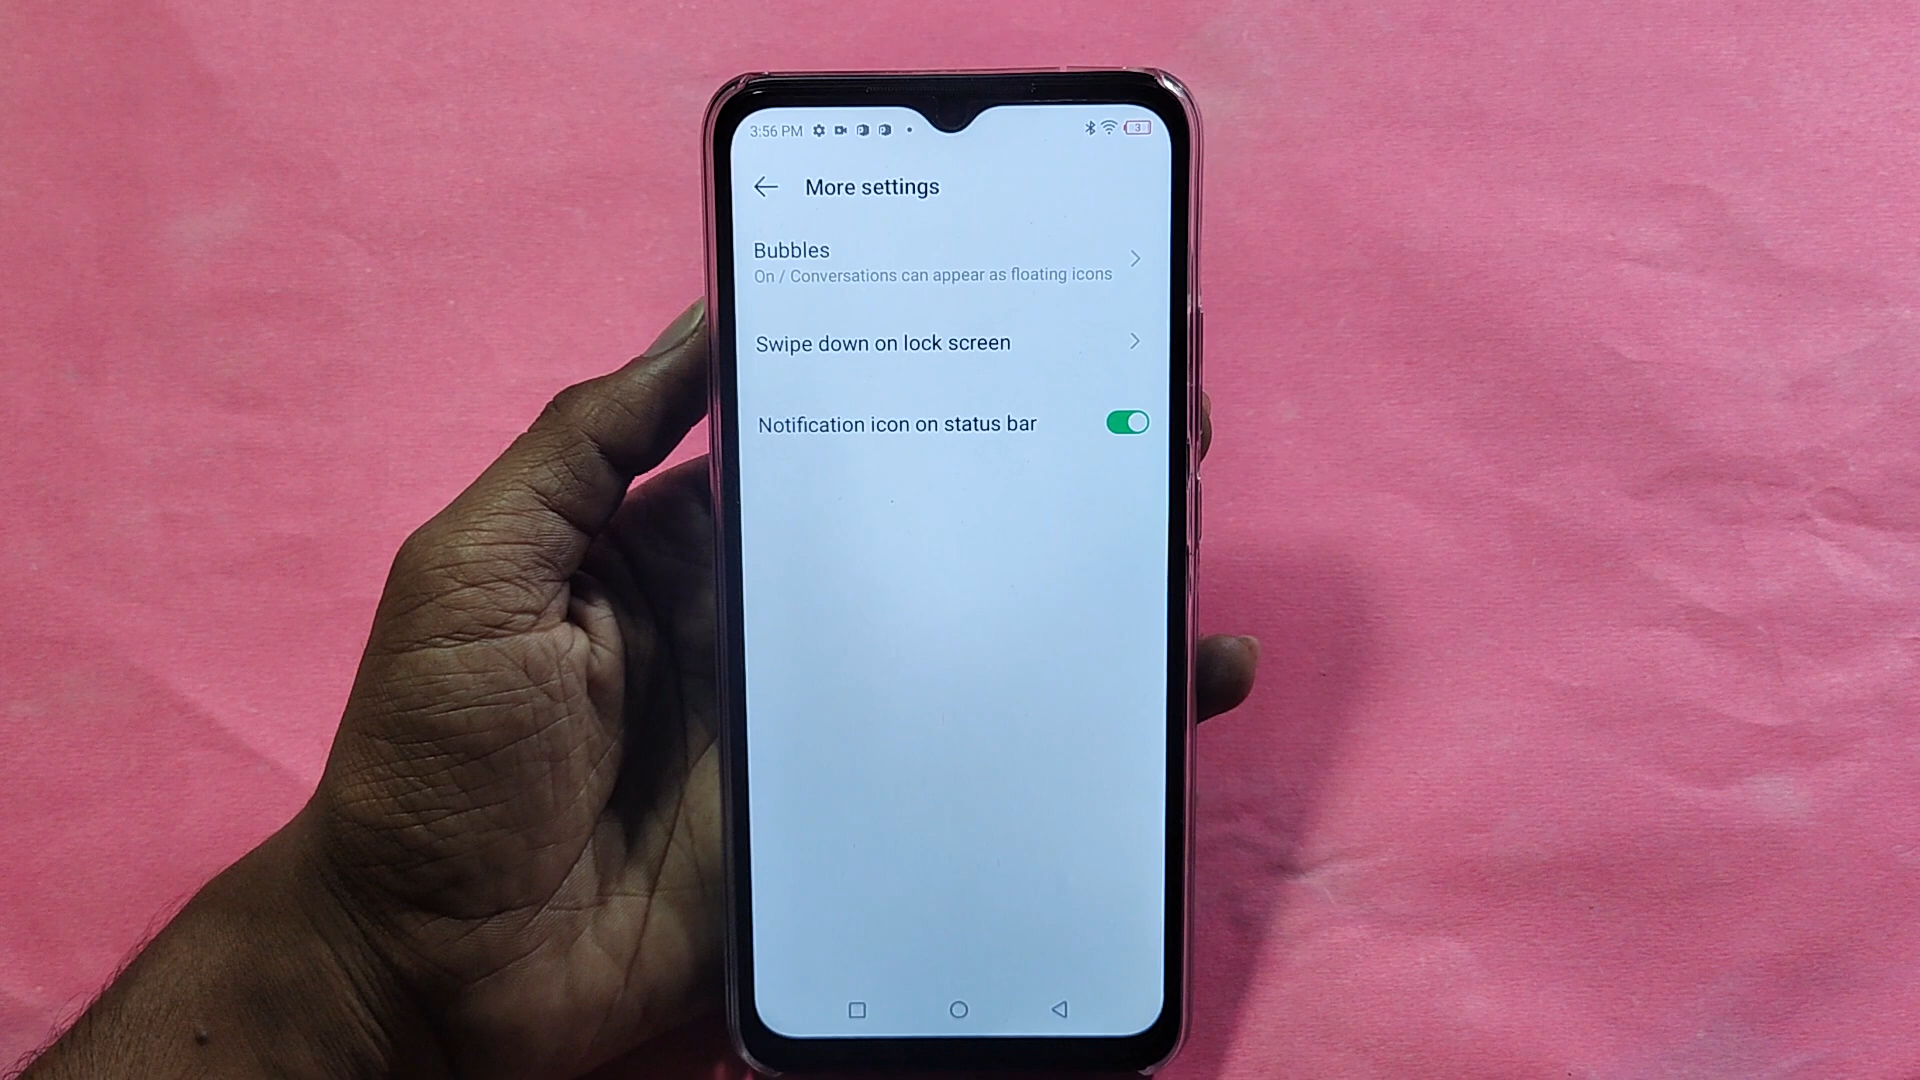 3:56 PM
3
More settings
Bubbles
On / Conversations can appear as floating icons
Swipe down on lock screen
Notification icon on status bar